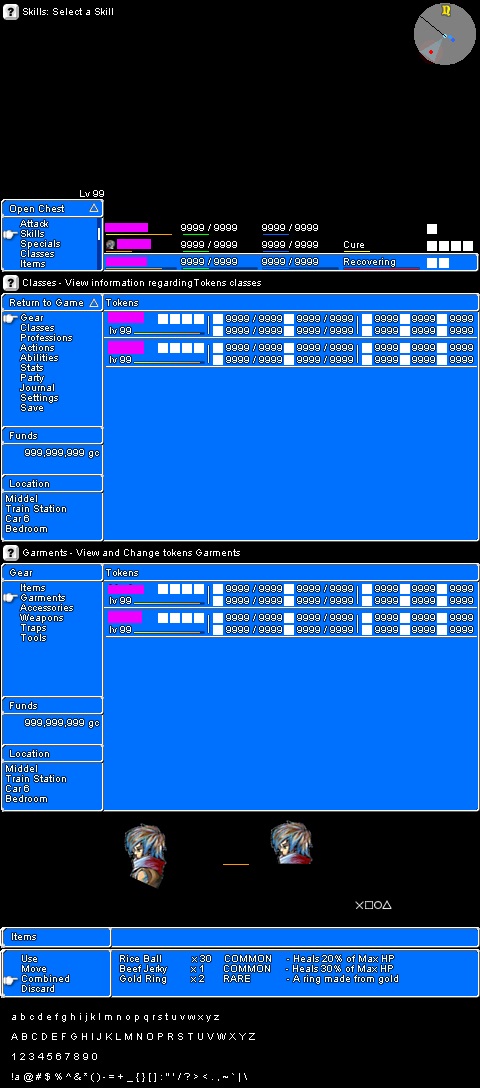 ? Skills: Select a Skill
n
Lv 99
Open Chest △
Attack
Skills
Specials
Classes
Items
9999 / 9999 9999 / 9999
9999 / 9999 9999 / 9999 Cure
9999 / 9999 9999 / 9999 Recovering
? Classes - View information regardingTokens classes
Return to Game △
Gear
Classes
Professions
Actions
Abilities
Stats
Party
Journal
Settings
Save
Funds
999,999,999 gc
Location
Middel
Train Station
Car 6
Bedroom
Tokens
9999 / 9999 9999 / 9999 9999 9999 9999
lv 99 9999 / 9999 9999 / 9999 9999 9999 9999
9999 / 9999 9999 / 9999 9999 9999 9999
lv 99 9999 / 9999 9999 / 9999 9999 9999 9999
? Garments - View and Change tokens Garments
Gear
Items
Garments
Accessories
Weapons
Traps
Tools
Funds
999,999,999 gc
Location
Middel
Train Station
Car 6
Bedroom
Tokens
9999 / 9999 9999 / 9999 9999 9999 9999
lv 99 9999 / 9999 9999 / 9999 9999 9999 9999
9999 / 9999 9999 / 9999 9999 9999 9999
lv 99 9999 / 9999 9999 / 9999 9999 9999 9999
×□○△
Items
Use
Move
Combined
Discard
Rice Ball x 30 COMMON - Heals 20% of Max HP
Beef Jerky x 1 COMMON - Heals 30% of Max HP
Gold Ring x 2 RARE - A ring made from gold
a b c d e f g h i j k l m n o p q r s t u v w x y z
A B C D E F G H I J K L M N O P Q R S T U V W X Y Z
1 2 3 4 5 6 7 8 9 0
! a @ # $ % ^ & * ( ) - = + _ { } [ ] : " ' / ? > < . , ~ ` | \